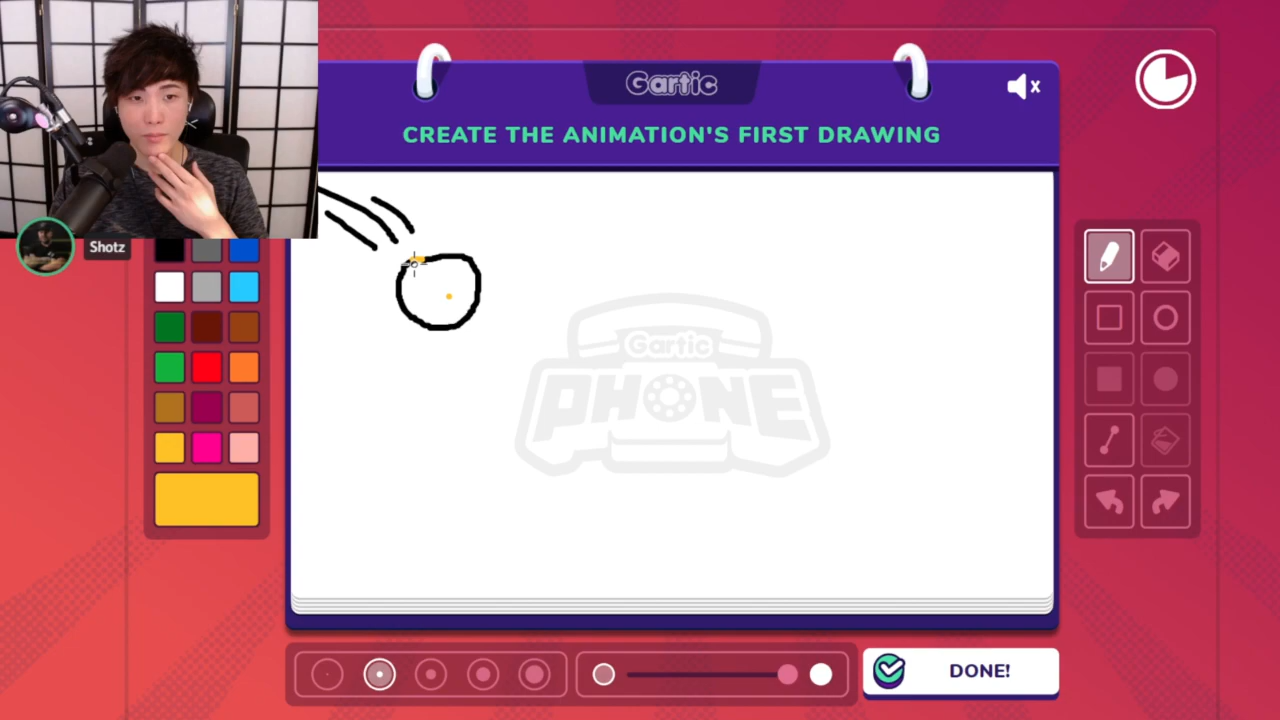 Gartic
CREATE THE ANIMATION'S FIRST DRAWING
Shotz
Gartic
PHONE
DONE!